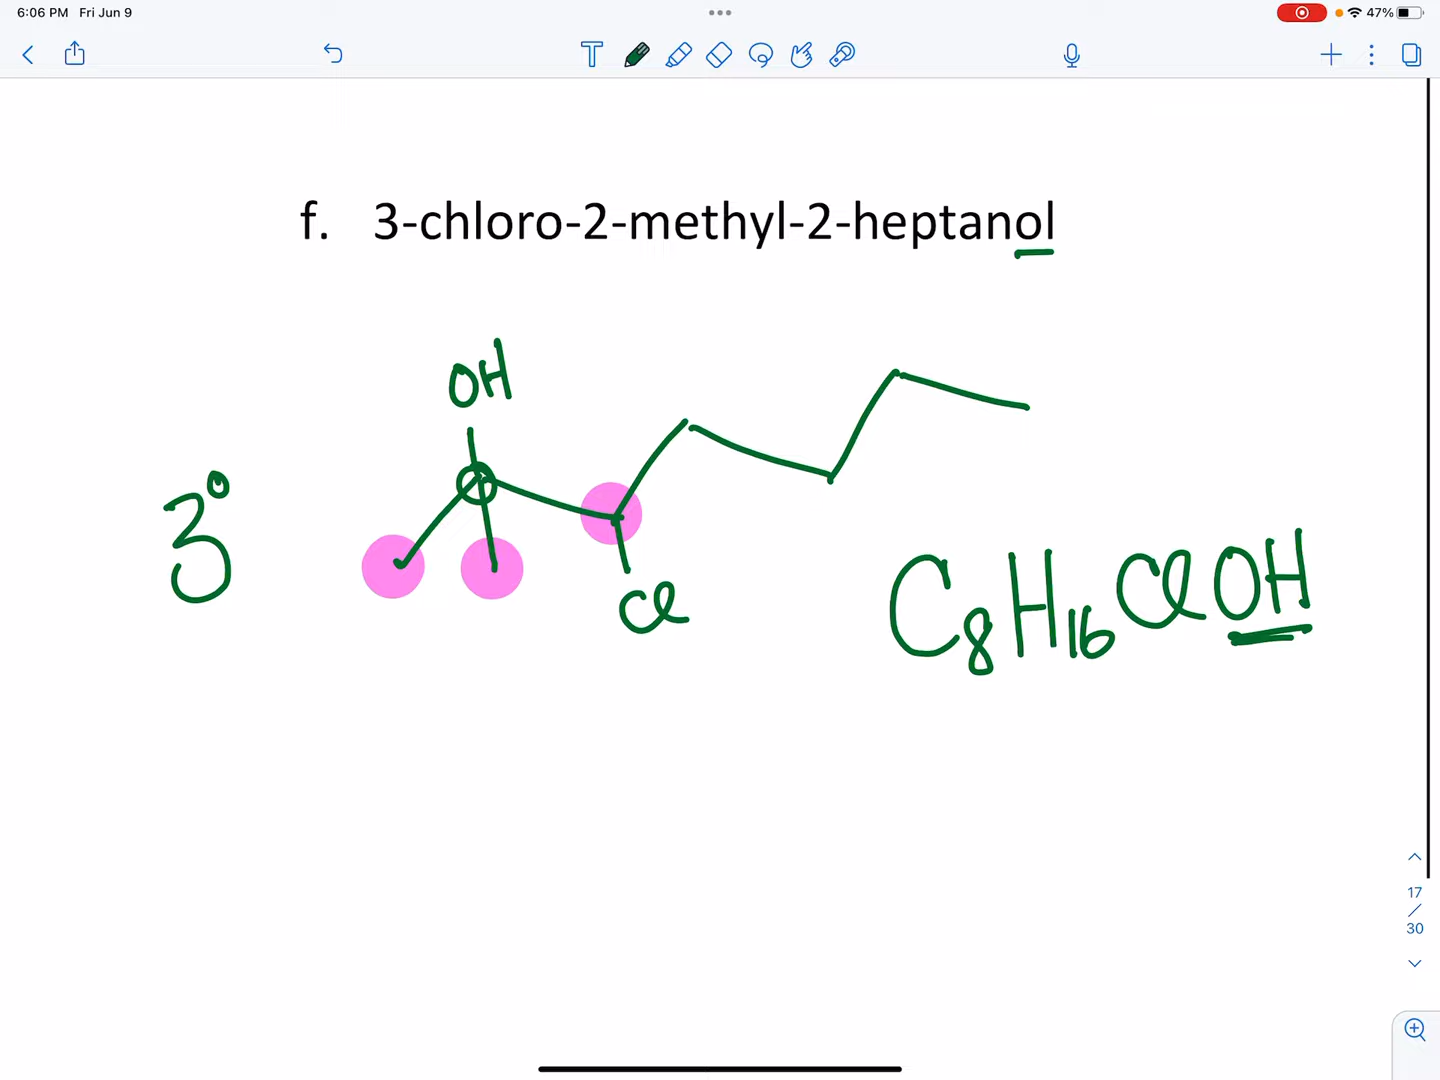 6:06 PM Fri Jun 9
47%
T
f. 3-chloro-2-methyl-2-heptanol
OH
3°
Cl
C₈H₁₆ClOH
17
/
30